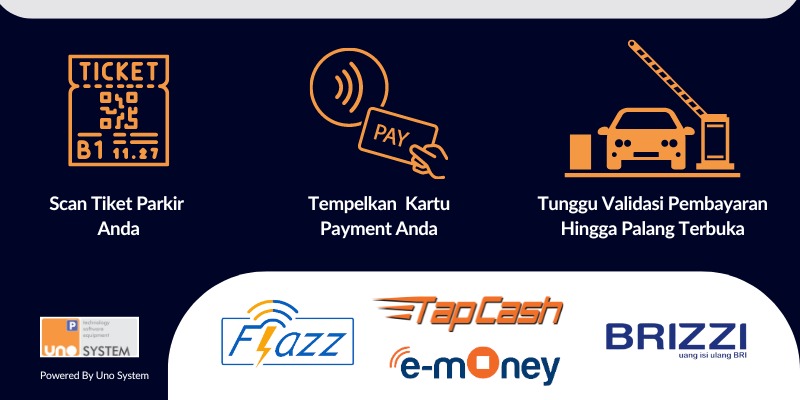 TICKET
B1 11.27
PAY
Scan Tiket Parkir
Anda
Tempelkan Kartu
Payment Anda
Tunggu Validasi Pembayaran
Hingga Palang Terbuka
P
technology
software
equipment
uno SYSTEM
Powered By Uno System
Flazz
TapCash
e-money
BRIZZI
uang isi ulang BRI